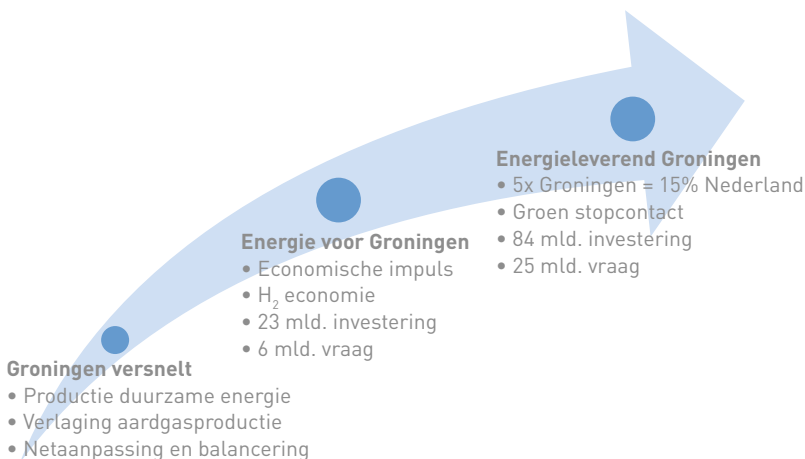 Groningen versnelt
• Productie duurzame energie
• Verlaging aardgasproductie
• Netaanpassing en balancering
Energie voor Groningen
• Economische impuls
• H₂ economie
• 23 mld. investering
• 6 mld. vraag
Energieleverend Groningen
• 5x Groningen = 15% Nederland
• Groen stopcontact
• 84 mld. investering
• 25 mld. vraag